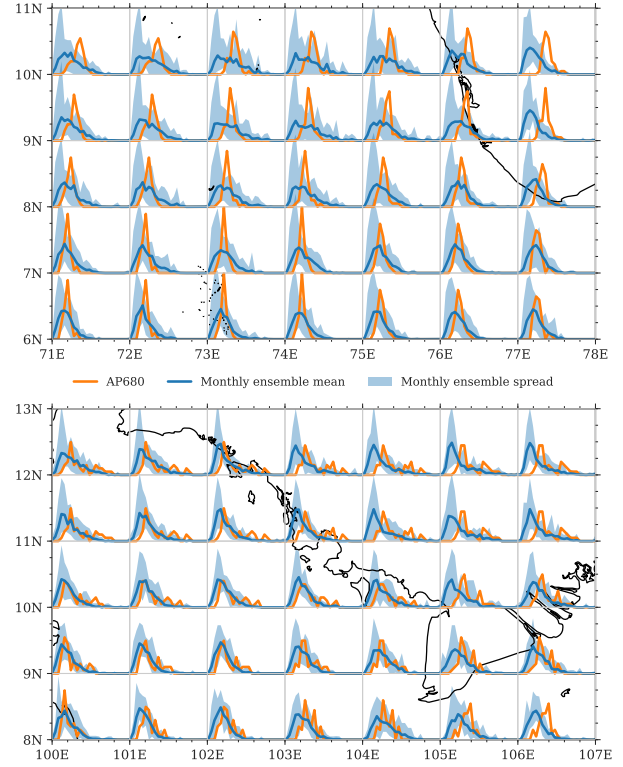 11N
10N
9N
8N
7N
6N
71E 72E 73E 74E 75E 76E 77E 78E
AP680 Monthly ensemble mean Monthly ensemble spread
13N
12N
11N
10N
9N
8N
100E 101E 102E 103E 104E 105E 106E 107E